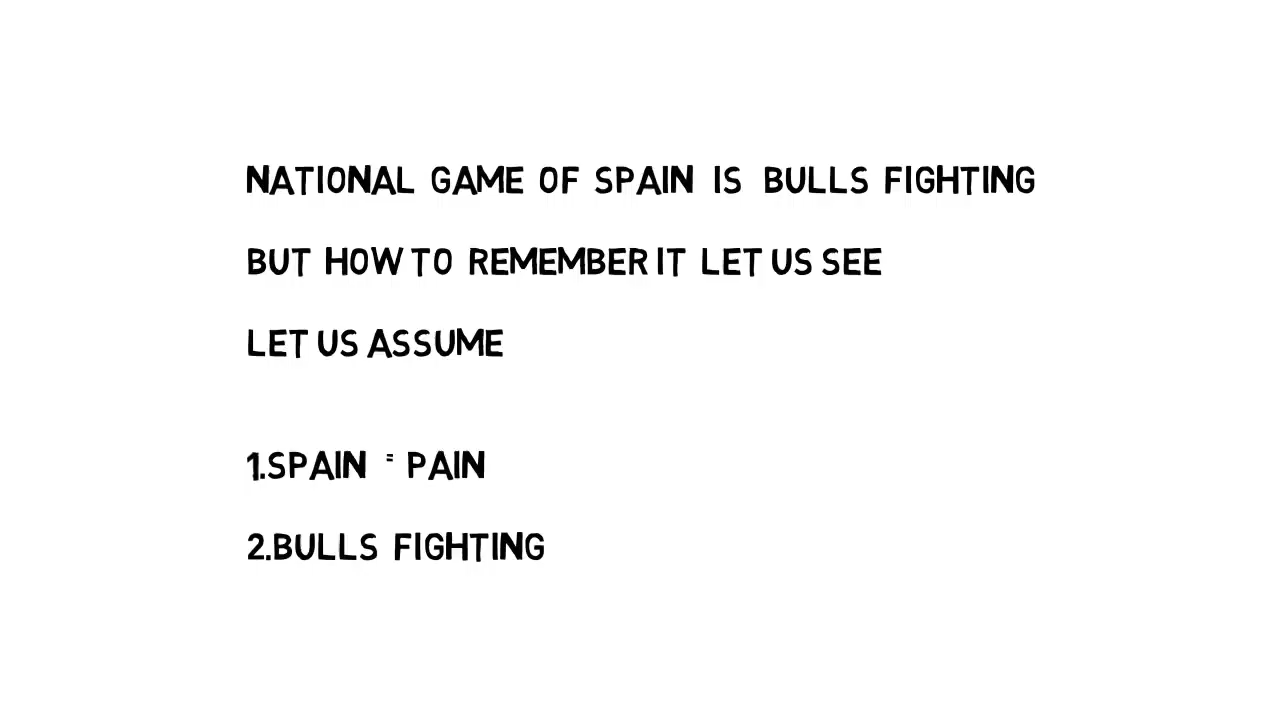 NATIONAL GAME OF SPAIN IS BULLS FIGHTING
BUT HOW TO REMEMBER IT LET US SEE
LET US ASSUME
1.SPAIN = PAIN
2.BULLS FIGHTING